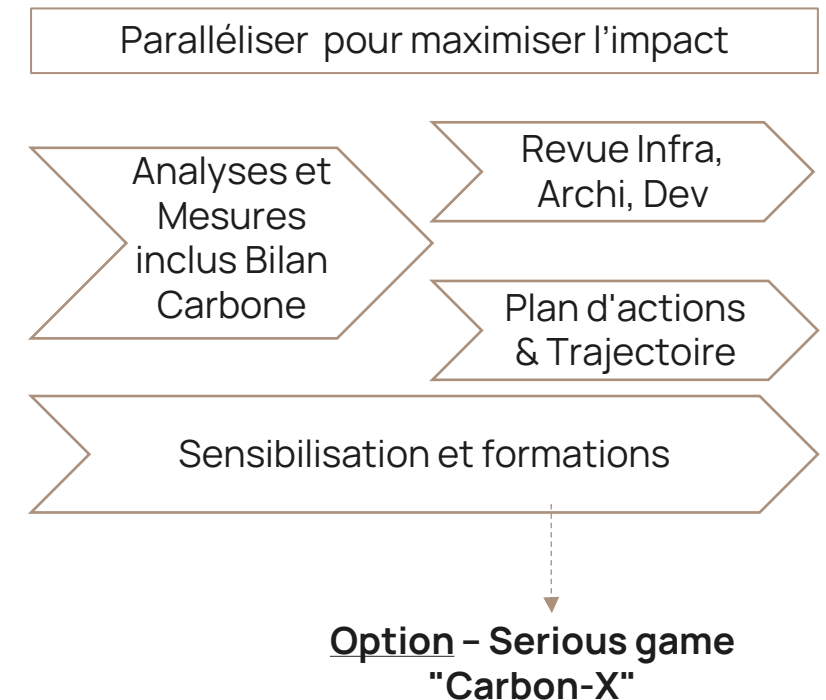 Paralléliser  pour maximiser l’impact
Analyses et
Mesures
inclus Bilan
Carbone
Revue Infra,
Archi, Dev
Plan d'actions
& Trajectoire
Sensibilisation et formations
Option – Serious game
"Carbon-X"